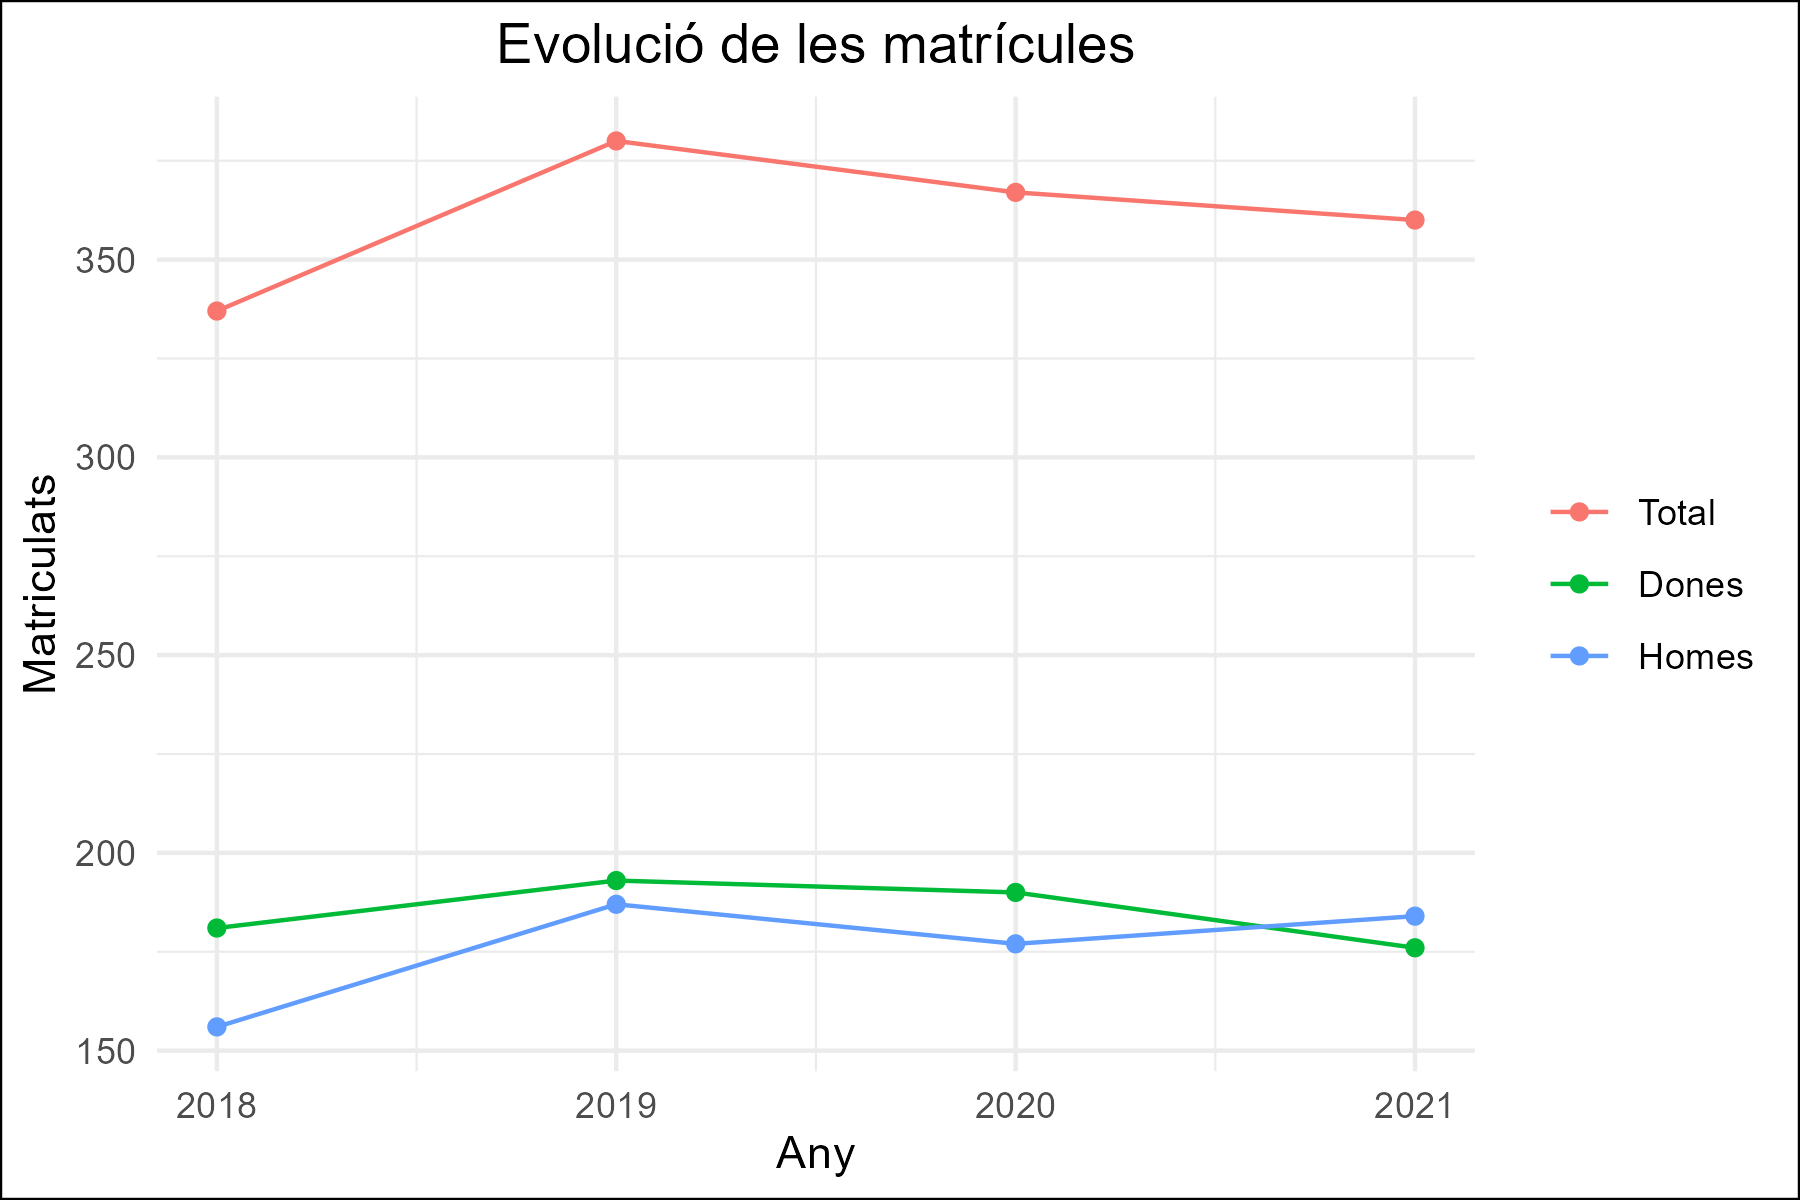 Evolució de les matrícules
Matriculats
350
300
250
200
150
2018
2019
2020
2021
Any
Total
Dones
Homes